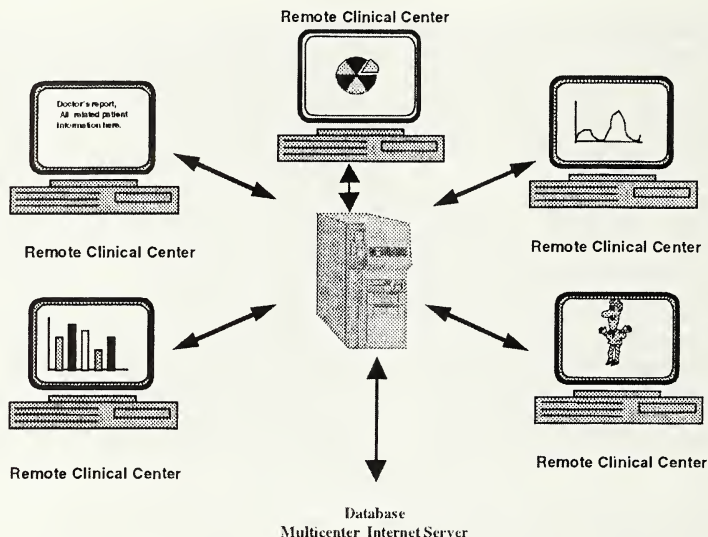 Remote Clinical Center
Doctor's report,
All related patient
Information here.
Remote Clinical Center
Remote Clinical Center
Remote Clinical Center
Remote Clinical Center
Database
Multicenter Internet Server